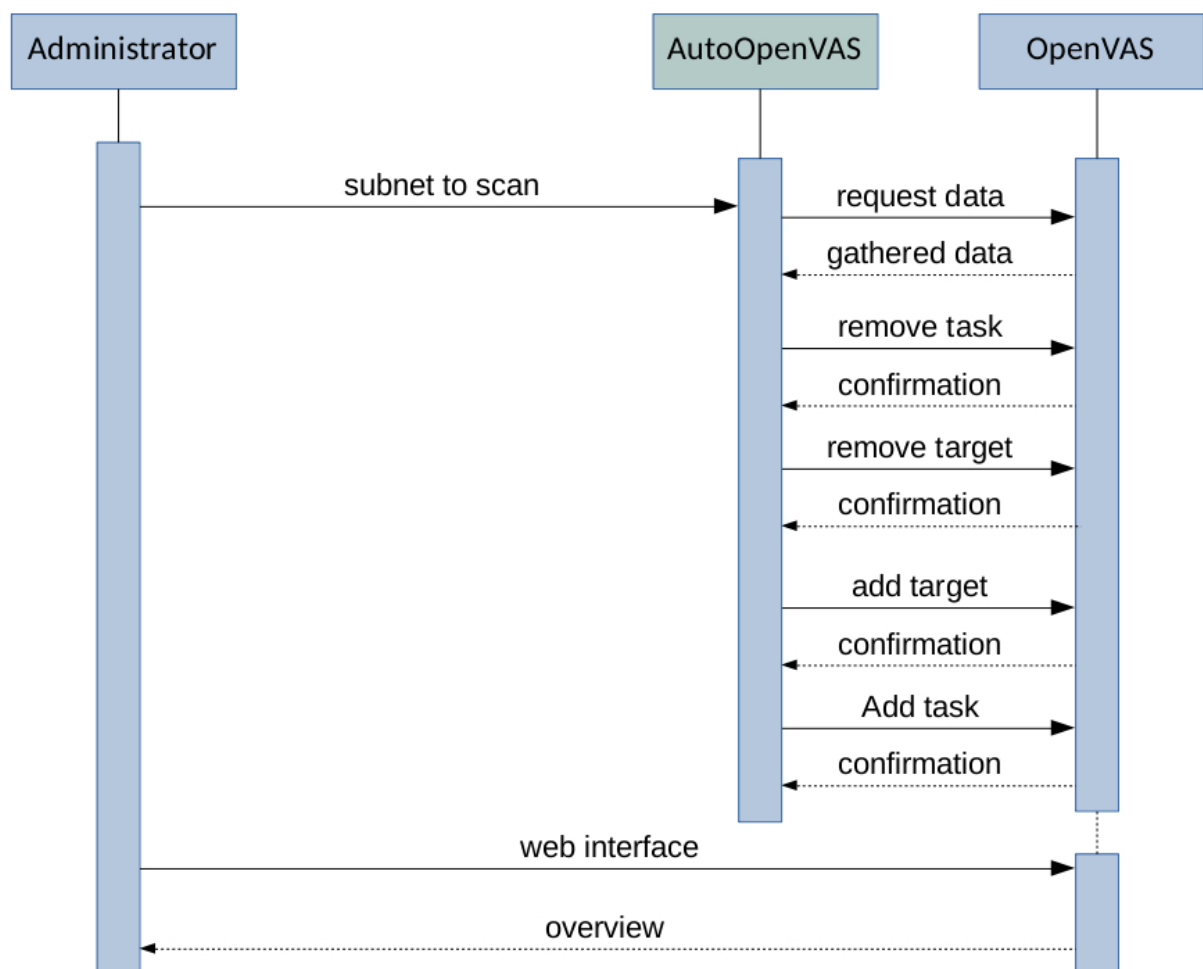 Administrator
AutoOpenVAS
OpenVAS
subnet to scan
request data
gathered data
remove task
confirmation
remove target
confirmation
add target
confirmation
Add task
confirmation
web interface
overview